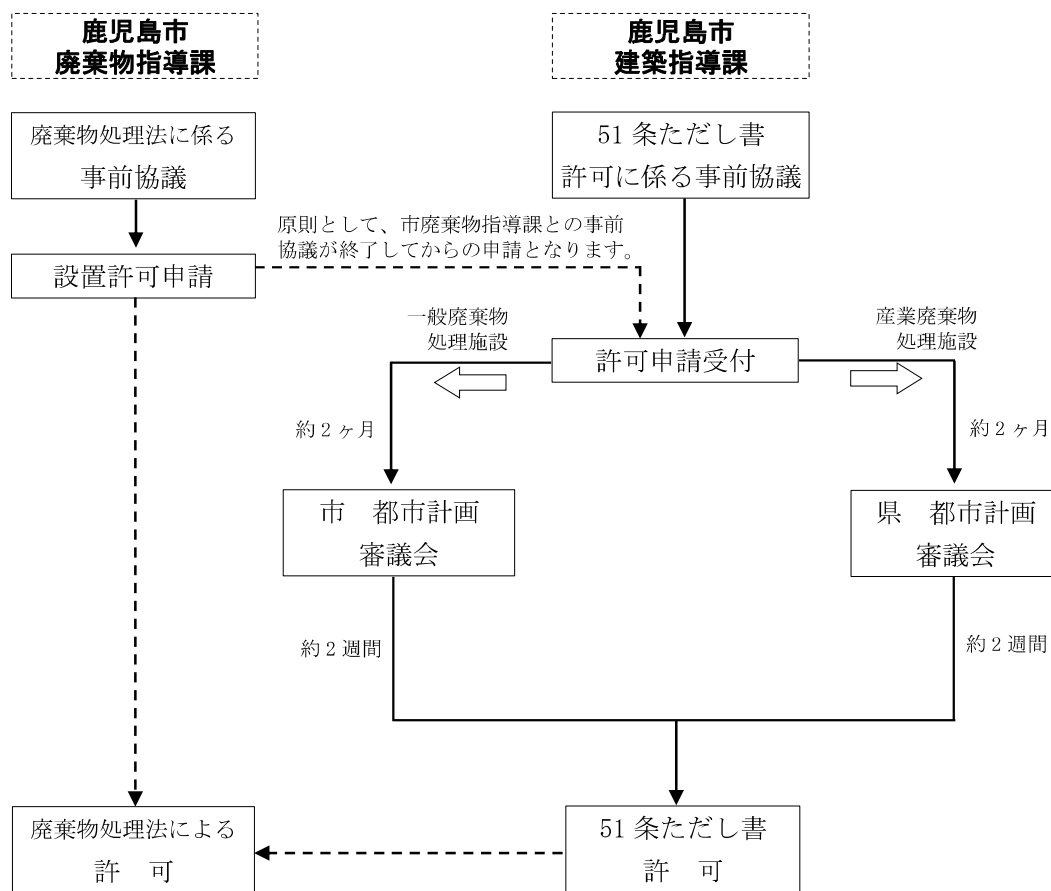 鹿児島市
廃棄物指導課
鹿児島市
建築指導課
廃棄物処理法に係る
事前協議
51 条ただし書
許可に係る事前協議
原則として、市廃棄物指導課との事前
協議が終了してからの申請となります。
設置許可申請
一般廃棄物
処理施設
産業廃棄物
処理施設
許可申請受付
約２ヶ月
約２ヶ月
市　都市計画
審議会
県　都市計画
審議会
約２週間
約２週間
廃棄物処理法による
許　可
51 条ただし書
許　可